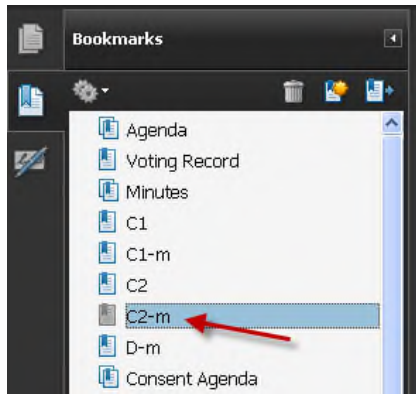 Bookmarks
Agenda
Voting Record
Minutes
C1
C1-m
C2
C2-m
D-m
Consent Agenda